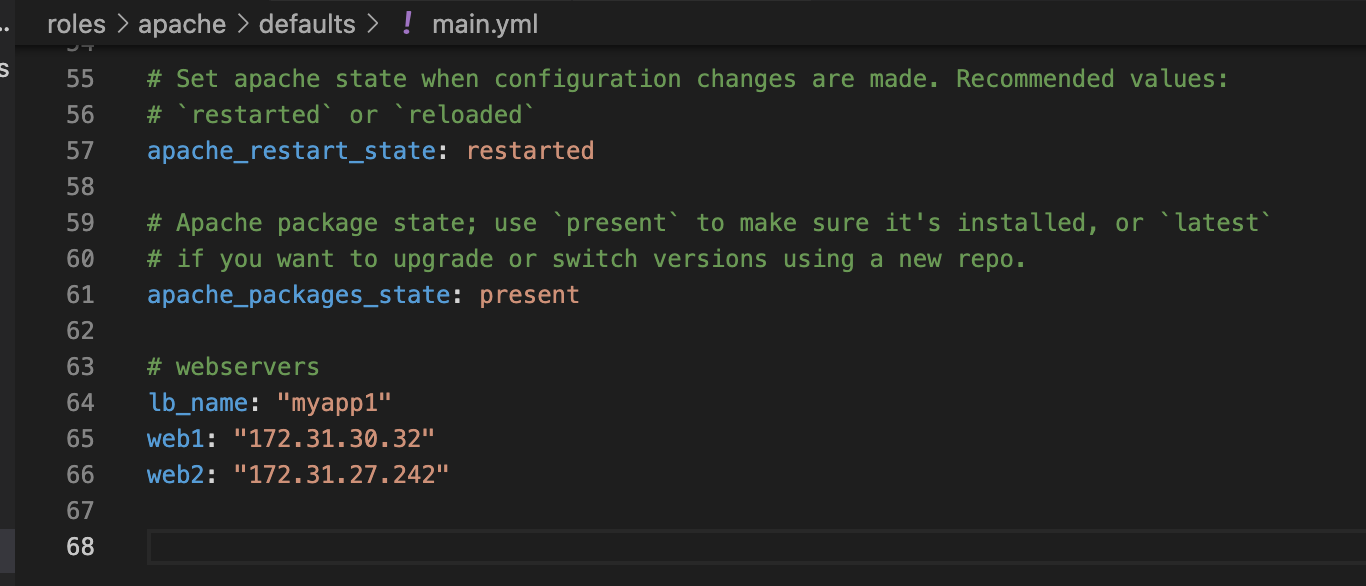 roles > apache > defaults > ! main.yml
55 # Set apache state when configuration changes are made. Recommended values:
56 # `restarted` or `reloaded`
57 apache_restart_state: restarted
58
59 # Apache package state; use `present` to make sure it's installed, or `latest`
60 # if you want to upgrade or switch versions using a new repo.
61 apache_packages_state: present
62
63 # webservers
64 lb_name: "myapp1"
65 web1: "172.31.30.32"
66 web2: "172.31.27.242"
67
68